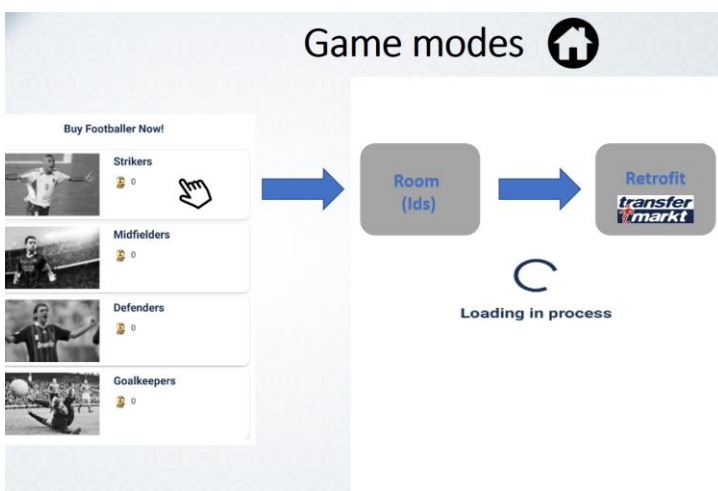 Game modes
Buy Footballer Now!
Strikers
0
Midfielders
0
Defenders
0
Goalkeepers
0
Room
(Ids)
Retrofit
transfer
markt
Loading in process